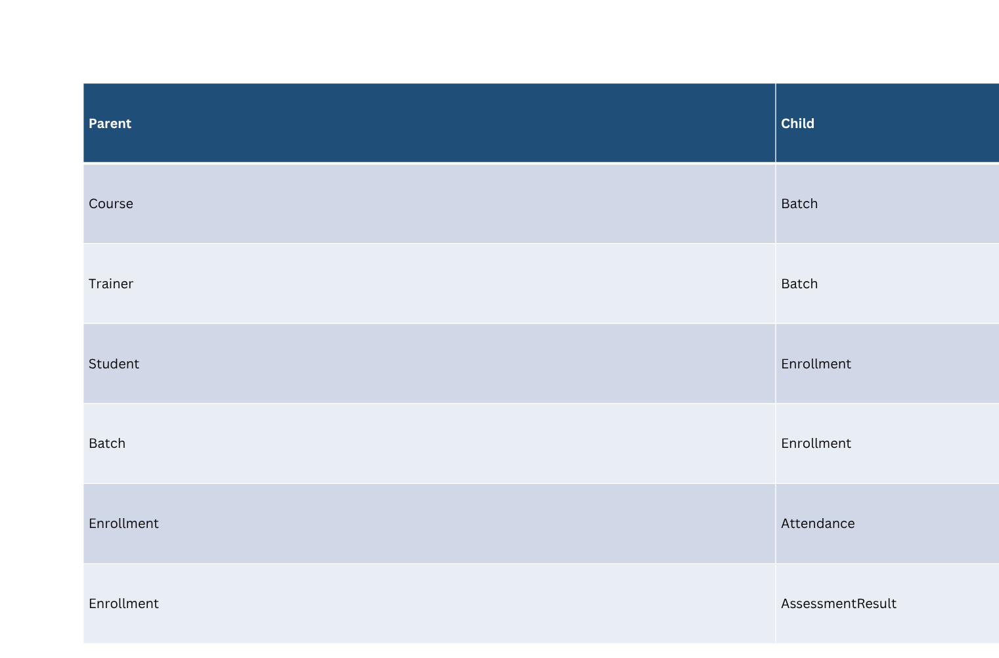 Parent Child
Course Batch
Trainer Batch
Student Enrollment
Batch Enrollment
Enrollment Attendance
Enrollment AssessmentResult